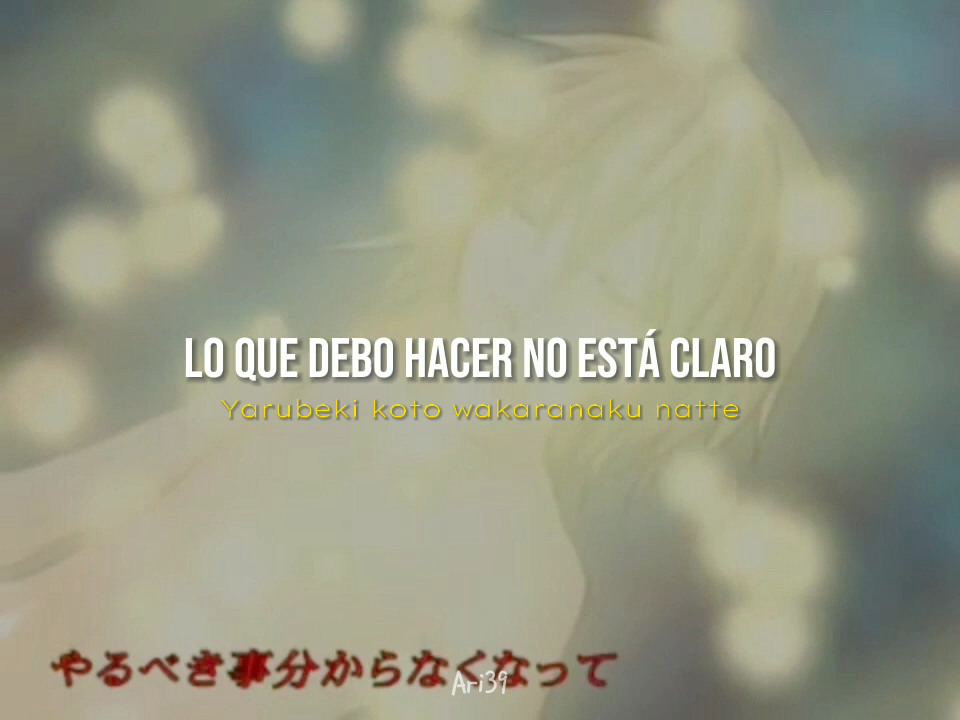 LO QUE DEBO HACER NO ESTÁ CLARO
Yarubeki koto wakaranaku natte
やるべき事分からなくなって
Ari39